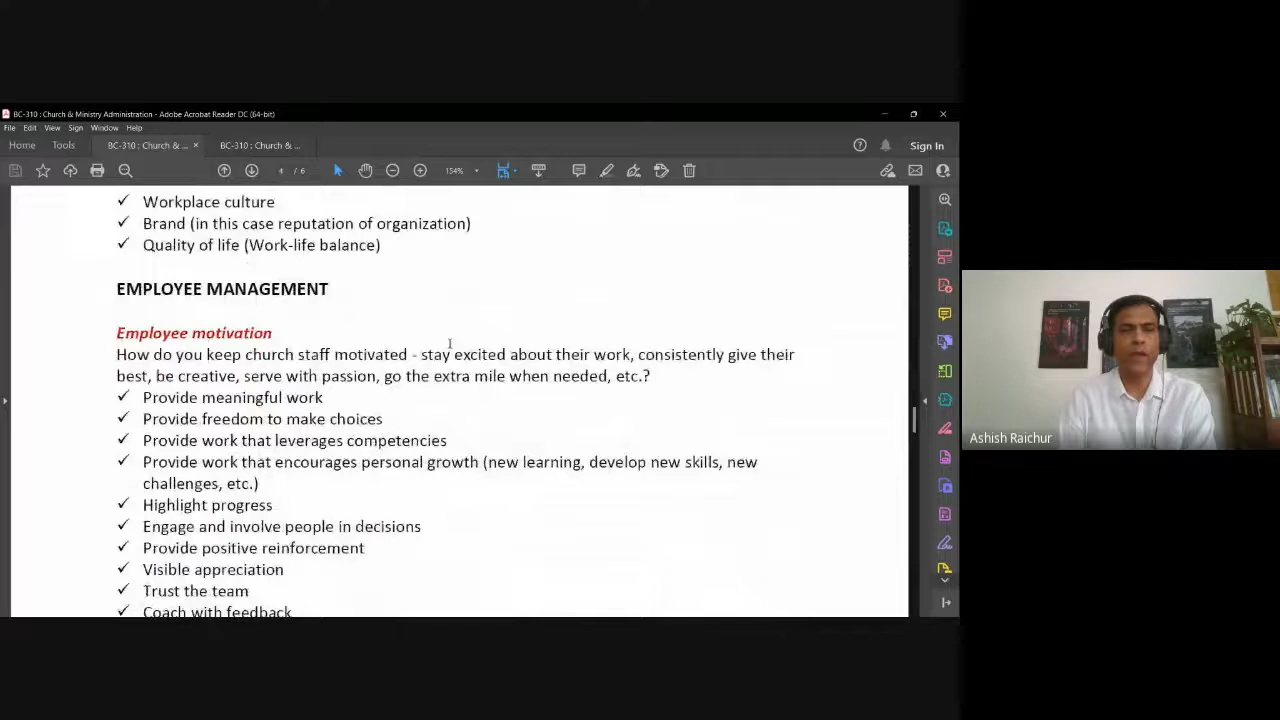 BC-310 : Church & Ministry Administration - Adobe Acrobat Reader DC (64-bit)
File Edit View Sign Window Help
Home Tools BC-310 : Church & ... × BC-310 : Church & ... Sign In
4 / 6 154%
✓ Workplace culture
✓ Brand (in this case reputation of organization)
✓ Quality of life (Work-life balance)
EMPLOYEE MANAGEMENT
Employee motivation
How do you keep church staff motivated - stay excited about their work, consistently give their
best, be creative, serve with passion, go the extra mile when needed, etc.?
✓ Provide meaningful work
✓ Provide freedom to make choices
✓ Provide work that leverages competencies
✓ Provide work that encourages personal growth (new learning, develop new skills, new
challenges, etc.)
✓ Highlight progress
✓ Engage and involve people in decisions
✓ Provide positive reinforcement
✓ Visible appreciation
✓ Trust the team
✓ Coach with feedback
Ashish Raichur